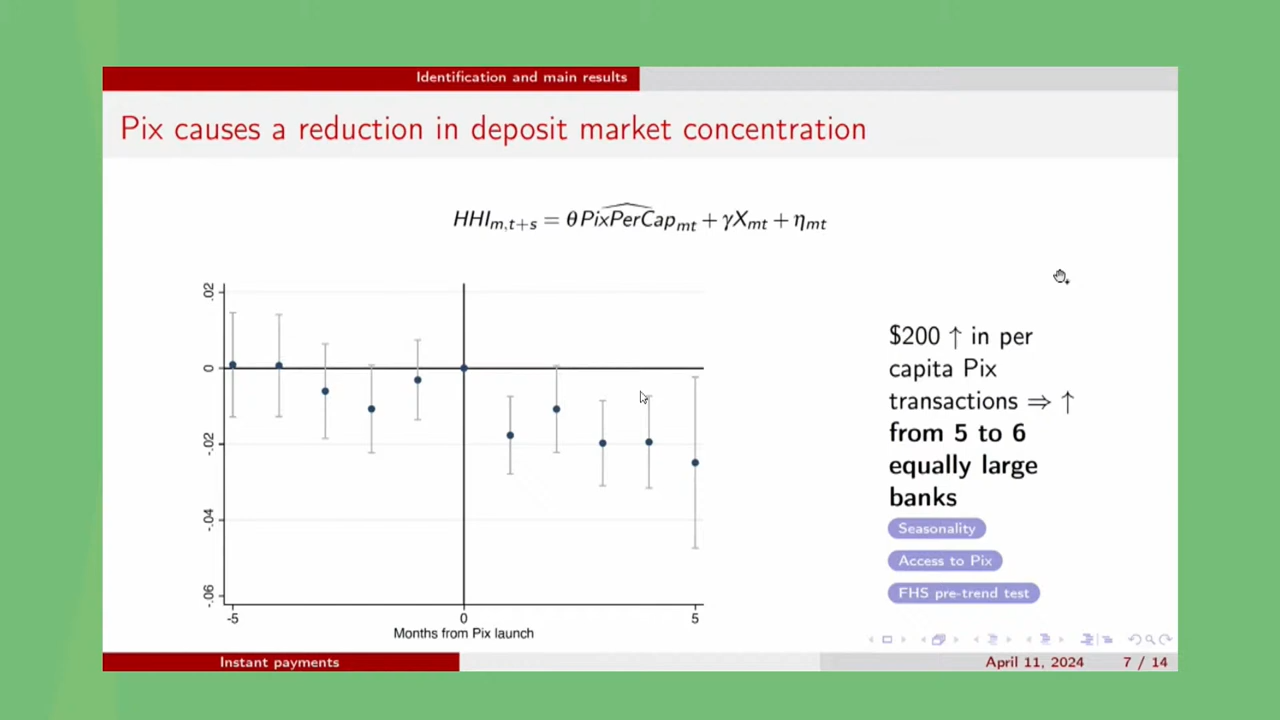 Identification and main results
Pix causes a reduction in deposit market concentration
HHI_{m,t+s} = θ\widehat{PixPerCap}_{mt} + γX_{mt} + η_{mt}
.02
0
-.02
-.04
-.06
-5
0
5
Months from Pix launch
$200 ↑ in per
capita Pix
transactions ⇒ ↑
from 5 to 6
equally large
banks
Seasonality
Access to Pix
FHS pre-trend test
Instant payments
April 11, 2024
7 / 14